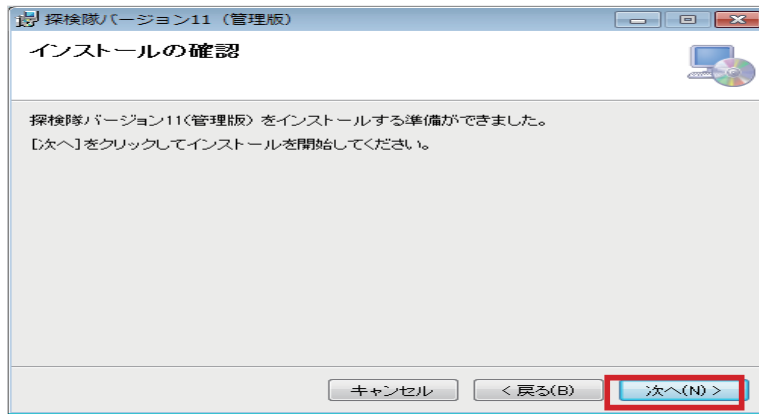 探検隊バージョン11（管理版）
インストールの確認
探検隊バージョン11(管理版) をインストールする準備ができました。
[次へ]をクリックしてインストールを開始してください。
キャンセル
< 戻る(B)
次へ(N) >